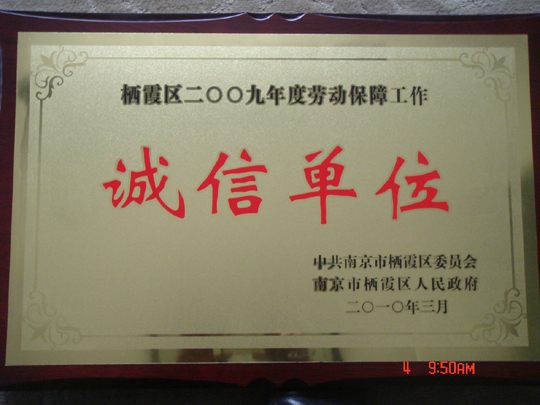 栖霞区二〇〇九年度劳动保障工作
诚信单位
中共南京市栖霞区委员会
南京市栖霞区人民政府
二〇一〇年三月
4 9:50AM